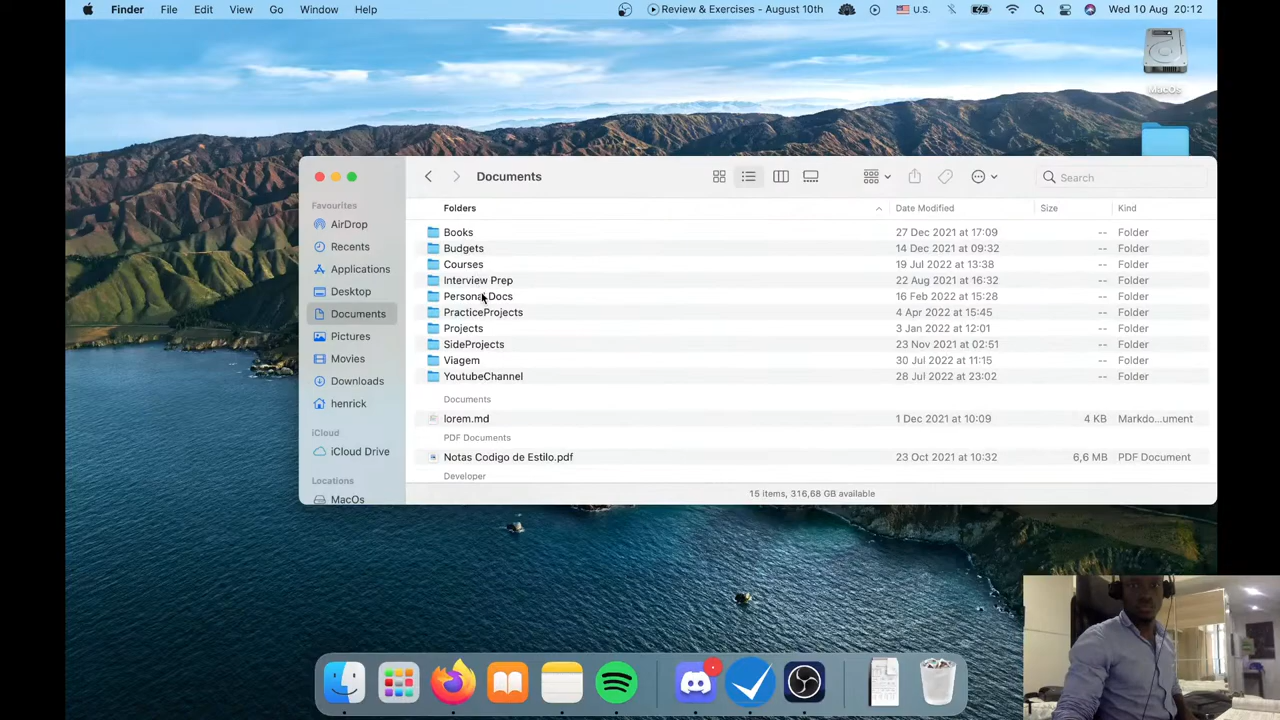 Finder File Edit View Go Window Help Review & Exercises - August 10th U.S. Wed 10 Aug 20:12
MacOs
Documents Search
Favourites
AirDrop
Recents
Applications
Desktop
Documents
Pictures
Movies
Downloads
henrick
iCloud
iCloud Drive
Locations
MacOs
Folders Date Modified Size Kind
Books 27 Dec 2021 at 17:09 -- Folder
Budgets 14 Dec 2021 at 09:32 -- Folder
Courses 19 Jul 2022 at 13:38 -- Folder
Interview Prep 22 Aug 2021 at 16:32 -- Folder
Personal Docs 16 Feb 2022 at 15:28 -- Folder
PracticeProjects 4 Apr 2022 at 15:45 -- Folder
Projects 3 Jan 2022 at 12:01 -- Folder
SideProjects 23 Nov 2021 at 02:51 -- Folder
Viagem 30 Jul 2022 at 11:15 -- Folder
YoutubeChannel 28 Jul 2022 at 23:02 -- Folder
Documents
lorem.md 1 Dec 2021 at 10:09 4 KB Markdo...ument
PDF Documents
Notas Codigo de Estilo.pdf 23 Oct 2021 at 10:32 6,6 MB PDF Document
Developer
15 items, 316,68 GB available